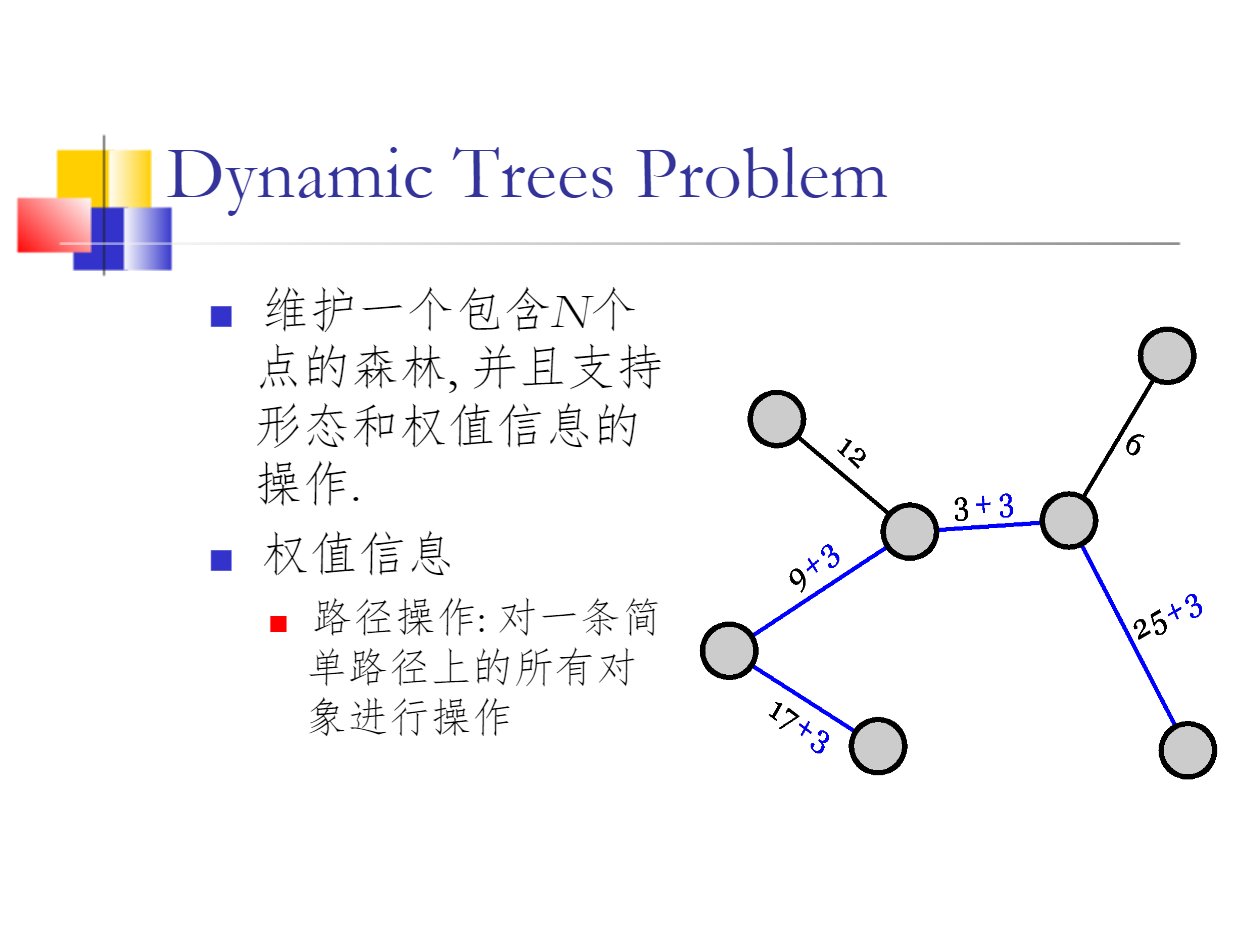 Dynamic Trees Problem
维护一个包含N个
点的森林, 并且支持
形态和权值信息的
操作.
权值信息
路径操作: 对一条简
单路径上的所有对
象进行操作
12
6
3+3
9+3
25+3
17+3